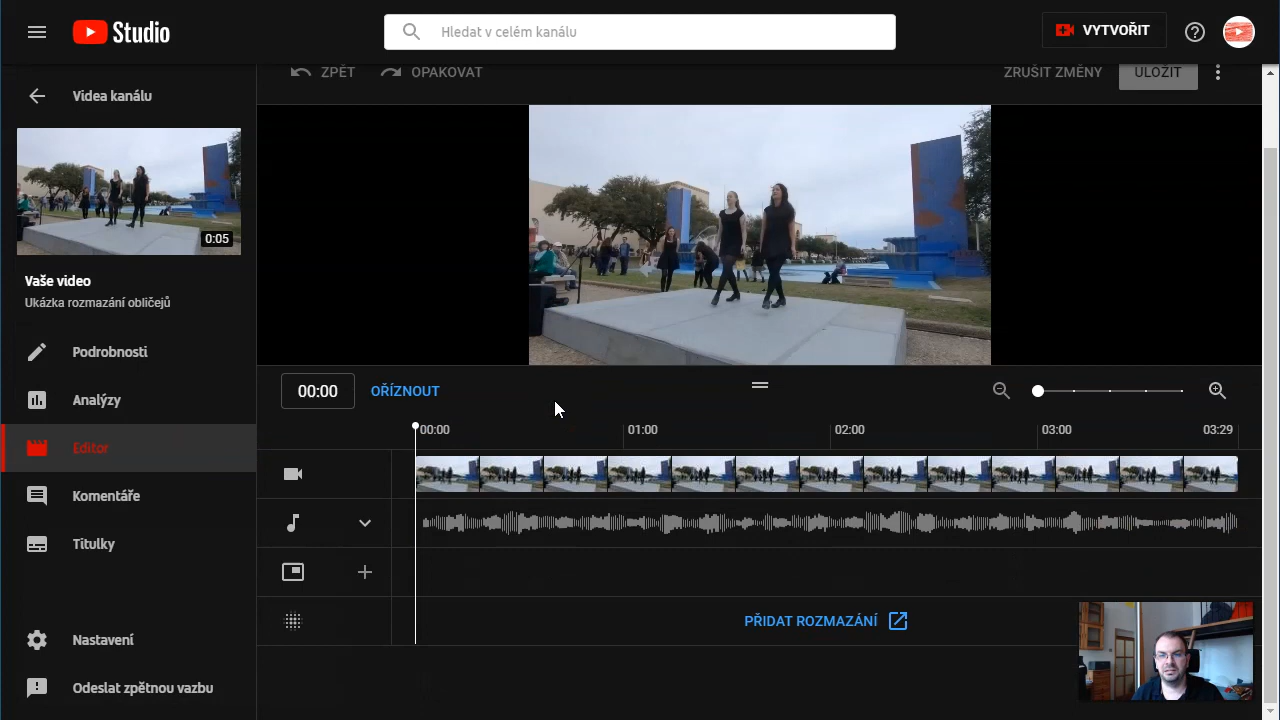 Studio
Hledat v celém kanálu
VYTVOŘIT
ZPĚT
OPAKOVAT
ZRUŠIT ZMĚNY
ULOŽIT
Videa kanálu
0:05
Vaše video
Ukázka rozmazání obličejů
Podrobnosti
Analýzy
Editor
Komentáře
Titulky
Nastavení
Odeslat zpětnou vazbu
00:00
OŘÍZNOUT
00:00
01:00
02:00
03:00
03:29
PŘIDAT ROZMAZÁNÍ